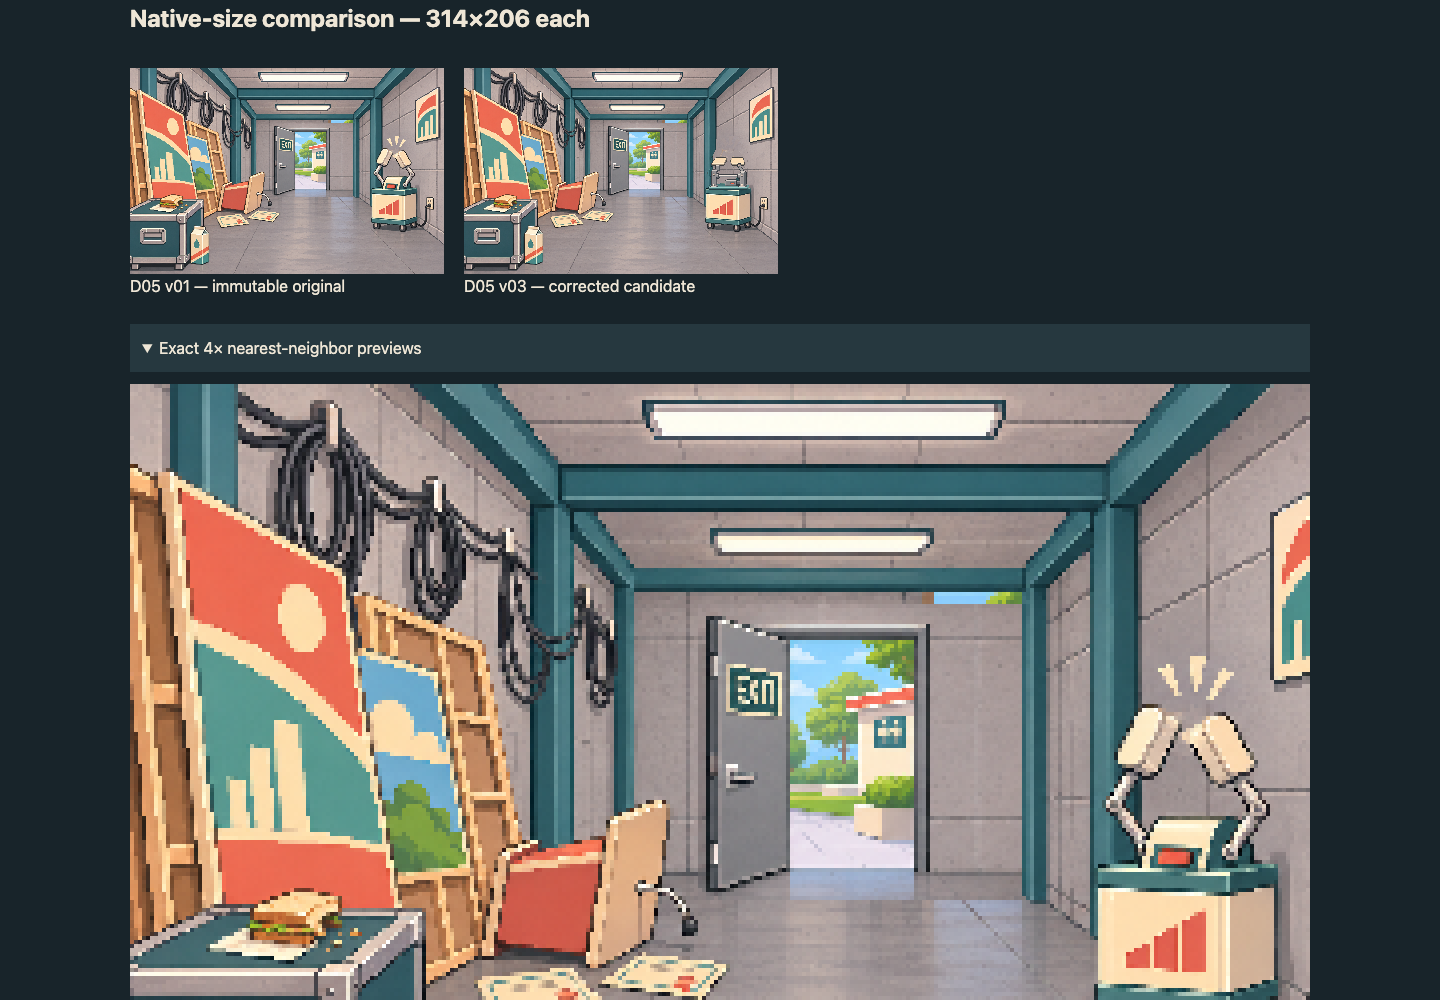 Native-size comparison — 314×206 each
D05 v01 — immutable original
D05 v03 — corrected candidate
▼ Exact 4× nearest-neighbor previews